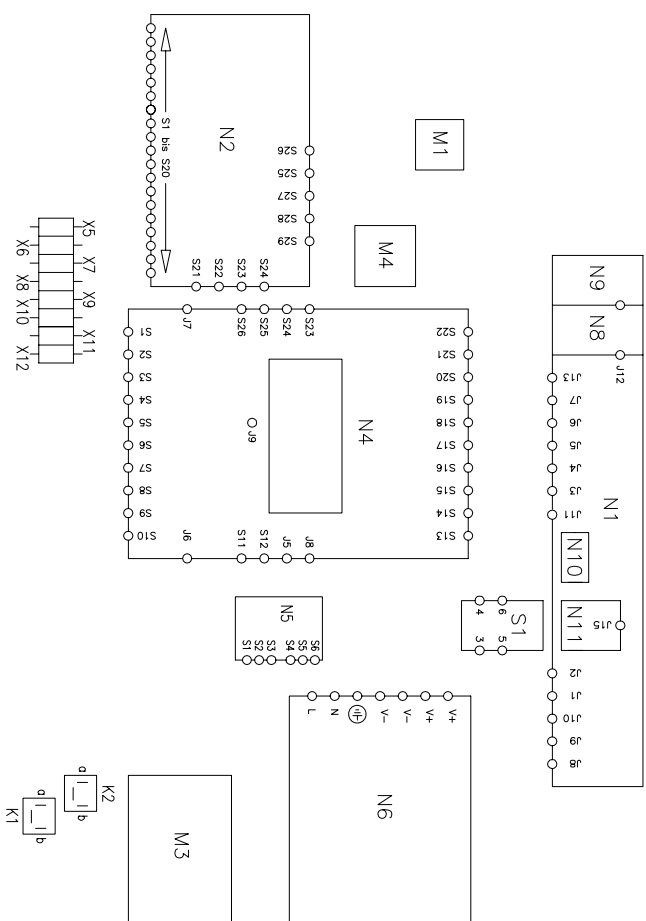 S1 bis S20
N2
S26
S25
S27
S28
S29
S21
S22
S23
S24
M1
M4
X5
X6
X7
X8
X9
X10
X11
X12
N9
N8
J12
N1
J13
J7
J6
J5
J4
J3
J11
N10
N11
J15
J2
J1
J10
J9
J8
J7
S26
S25
S24
S23
S1
S2
S3
S4
S5
S6
S7
S8
S9
S10
J9
N4
S22
S21
S20
S19
S18
S17
S16
S15
S14
S13
J6
S11
S12
J5
J8
N5
S1
S2
S3
S4
S5
S6
S1
4
6
3
5
L
N
V-
V-
V+
V+
N6
M3
K2
a
b
K1
a
b